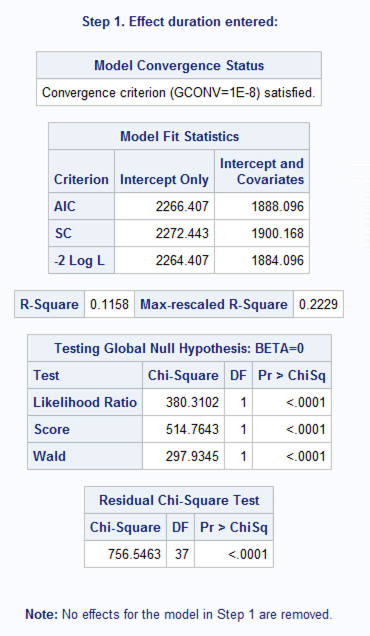 Step 1. Effect duration entered:
Model Convergence Status
Convergence criterion (GCONV=1E-8) satisfied.
Model Fit Statistics
Criterion Intercept Only Intercept and Covariates
AIC 2266.407 1888.096
SC 2272.443 1900.168
-2 Log L 2264.407 1884.096
R-Square 0.1158 Max-rescaled R-Square 0.2229
Testing Global Null Hypothesis: BETA=0
Test Chi-Square DF Pr > ChiSq
Likelihood Ratio 380.3102 1 <.0001
Score 514.7643 1 <.0001
Wald 297.9345 1 <.0001
Residual Chi-Square Test
Chi-Square DF Pr > ChiSq
756.5463 37 <.0001
Note: No effects for the model in Step 1 are removed.